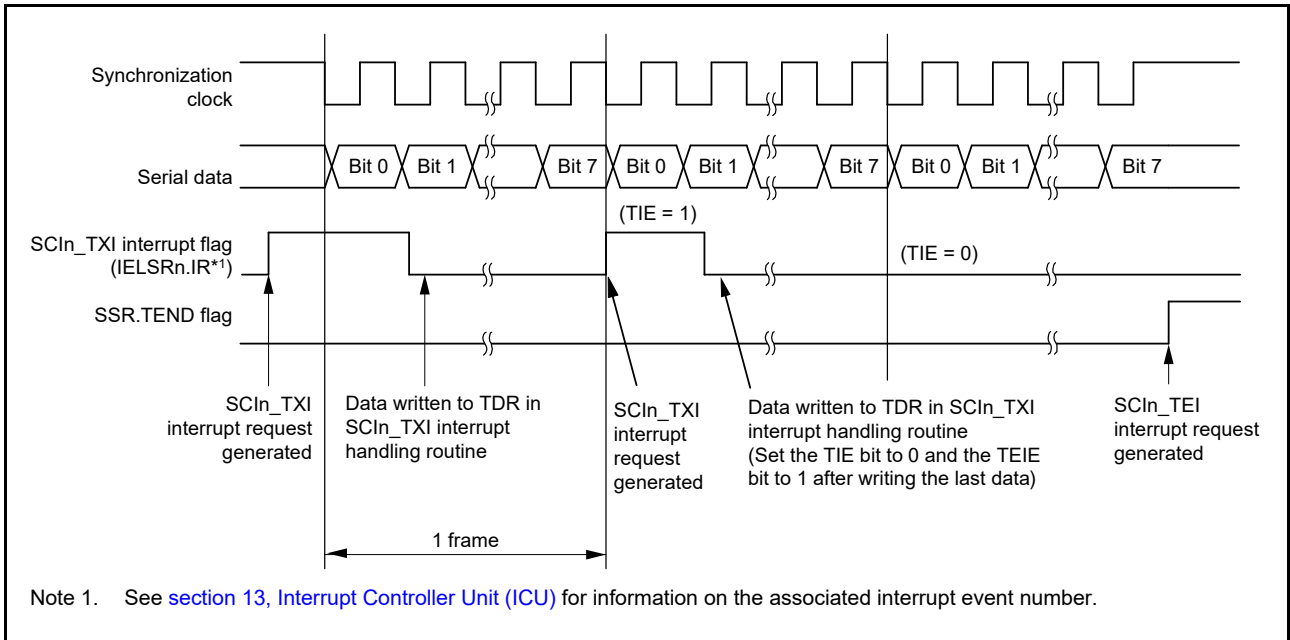 Synchronization
clock
Serial data
Bit 0 Bit 1 Bit 7 Bit 0 Bit 1 Bit 7 Bit 0 Bit 1 Bit 7
(TIE = 1)
SCIn_TXI interrupt flag
(IELSRn.IR*1)
(TIE = 0)
SSR.TEND flag
SCIn_TXI
interrupt request
generated
Data written to TDR in
SCIn_TXI interrupt
handling routine
SCIn_TXI
interrupt
request
generated
Data written to TDR in SCIn_TXI
interrupt handling routine
(Set the TIE bit to 0 and the TEIE
bit to 1 after writing the last data)
SCIn_TEI
interrupt request
generated
1 frame
Note 1. See section 13, Interrupt Controller Unit (ICU) for information on the associated interrupt event number.